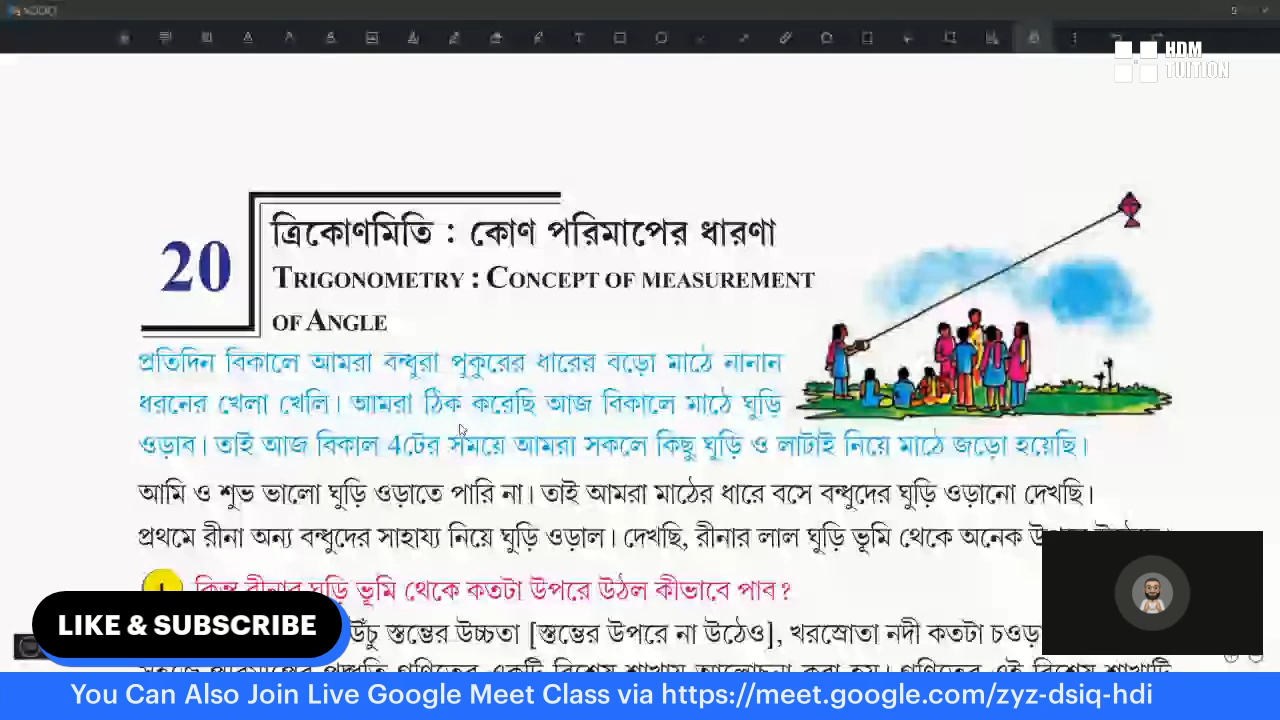 HDM
TUITION
20
ত্রিকোণমিতি : কোণ পরিমাপের ধারণা
TRIGONOMETRY : CONCEPT OF MEASUREMENT
OF ANGLE
প্রতিদিন বিকালে আমরা বন্ধুরা পুকুরের ধারের বড়ো মাঠে নানান
ধরনের খেলা খেলি। আমরা ঠিক করেছি আজ বিকালে মাঠে ঘুড়ি
ওড়াব। তাই আজ বিকাল 4টের সময়ে আমরা সকলে কিছু ঘুড়ি ও লাটাই নিয়ে মাঠে জড়ো হয়েছি।
আমি ও শুভ ভালো ঘুড়ি ওড়াতে পারি না। তাই আমরা মাঠের ধারে বসে বন্ধুদের ঘুড়ি ওড়ানো দেখছি।
প্রথমে রীনা অন্য বন্ধুদের সাহায্য নিয়ে ঘুড়ি ওড়াল। দেখছি, রীনার লাল ঘুড়ি ভূমি থেকে অনেক
কিন্তু রীনার ঘুড়ি ভূমি থেকে কতটা উপরে উঠল কীভাবে পাব?
উঁচু স্তম্ভের উচ্চতা [স্তম্ভের উপরে না উঠেও], খরস্রোতা নদী কতটা
LIKE & SUBSCRIBE
You Can Also Join Live Google Meet Class via https://meet.google.com/zyz-dsiq-hdi